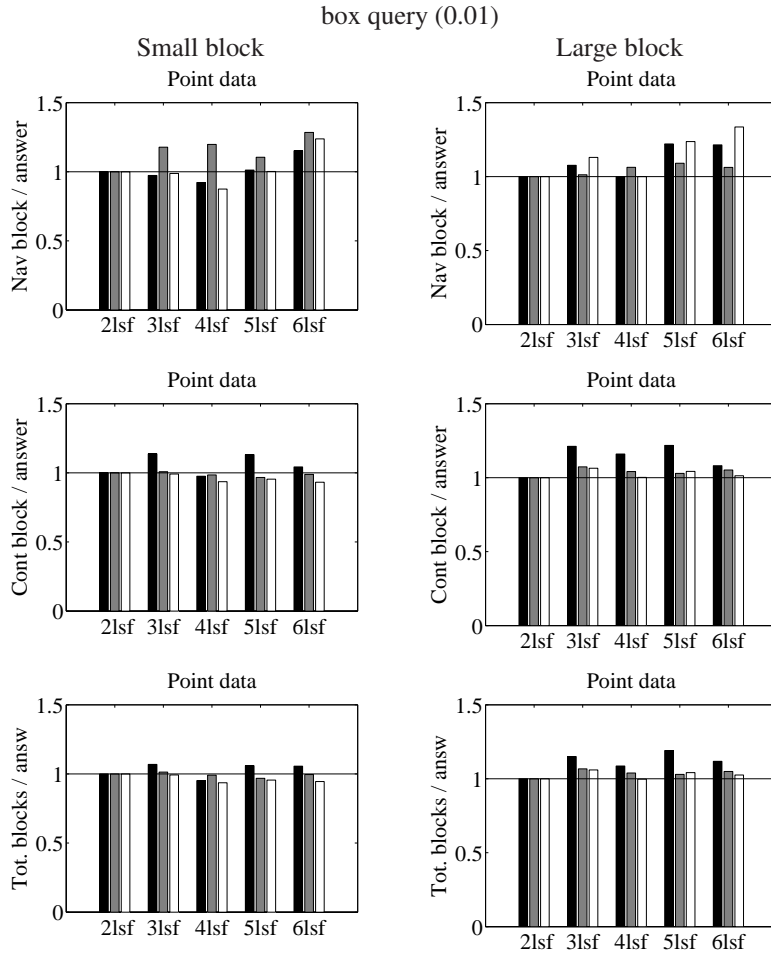 box query (0.01)
Small block
Large block
Point data
1.5
1
0.5
0
Nav block / answer
2lsf 3lsf 4lsf 5lsf 6lsf
Point data
1.5
1
0.5
0
Nav block / answer
2lsf 3lsf 4lsf 5lsf 6lsf
Point data
1.5
1
0.5
0
Cont block / answer
2lsf 3lsf 4lsf 5lsf 6lsf
Point data
1.5
1
0.5
0
Cont block / answer
2lsf 3lsf 4lsf 5lsf 6lsf
Point data
1.5
1
0.5
0
Tot. blocks / answ
2lsf 3lsf 4lsf 5lsf 6lsf
Point data
1.5
1
0.5
0
Tot. blocks / answ
2lsf 3lsf 4lsf 5lsf 6lsf